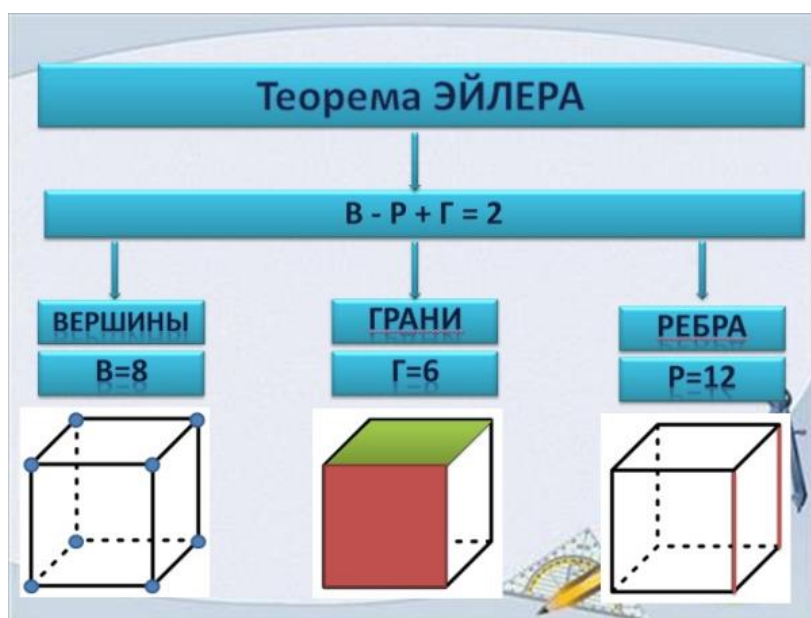 Теорема ЭЙЛЕРА
В - Р + Г = 2
ВЕРШИНЫ
В=8
ГРАНИ
Г=6
РЕБРА
Р=12